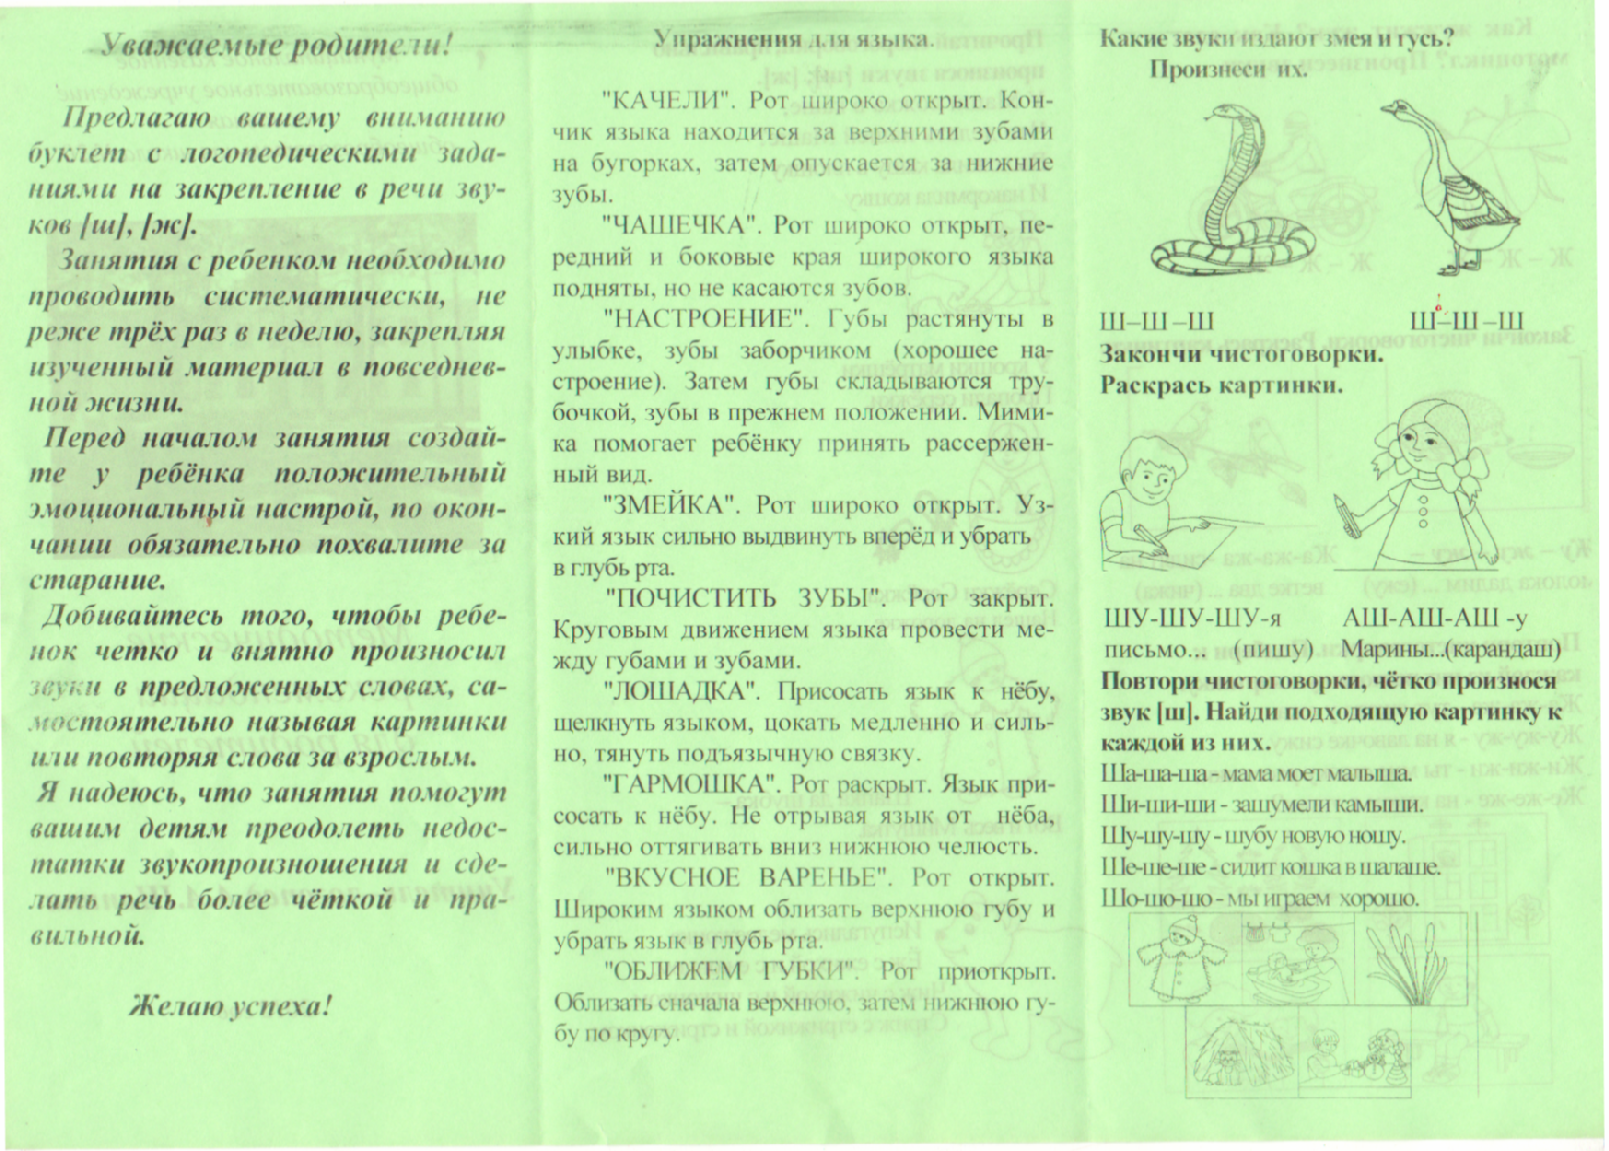 Уважаемые родители!
Предлагаю вашему вниманию
буклет с логопедическими зада-
ниями на закрепление в речи зву-
ков [ш], [ж].
Занятия с ребенком необходимо
проводить систематически, не
реже трёх раз в неделю, закрепляя
изученный материал в повседнев-
ной жизни.
Перед началом занятия создай-
те у ребёнка положительный
эмоциональный настрой, по окон-
чании обязательно похвалите за
старание.
Добивайтесь того, чтобы ребе-
нок четко и внятно произносил
звуки в предложенных словах, са-
мостоятельно называя картинки
или повторяя слова за взрослым.
Я надеюсь, что занятия помогут
вашим детям преодолеть недос-
татки звукопроизношения и сде-
лать речь более чёткой и пра-
вильной.
Желаю успеха!
Упражнения для языка.
"КАЧЕЛИ". Рот широко открыт. Кон-
чик языка находится за верхними зубами
на бугорках, затем опускается за нижние
зубы.
"ЧАШЕЧКА". Рот широко открыт, пе-
редний и боковые края широкого языка
подняты, но не касаются зубов.
"НАСТРОЕНИЕ". Губы растянуты в
улыбке, зубы заборчиком (хорошее на-
строение). Затем губы складываются тру-
бочкой, зубы в прежнем положении. Мими-
ка помогает ребёнку принять рассержен-
ный вид.
"ЗМЕЙКА". Рот широко открыт. Уз-
кий язык сильно выдвинуть вперёд и убрать
в глубь рта.
"ПОЧИСТИТЬ ЗУБЫ". Рот закрыт.
Круговым движением языка провести ме-
жду губами и зубами.
"ЛОШАДКА". Присосать язык к нёбу,
щелкнуть языком, цокать медленно и силь-
но, тянуть подъязычную связку.
"ГАРМОШКА". Рот раскрыт. Язык при-
сосать к нёбу. Не отрывая язык от нёба,
сильно оттягивать вниз нижнюю челюсть.
"ВКУСНОЕ ВАРЕНЬЕ". Рот открыт.
Широким языком облизать верхнюю губу и
убрать язык в глубь рта.
"ОБЛИЖЕМ ГУБКИ". Рот приоткрыт.
Облизать сначала верхнюю, затем нижнюю гу-
бу по кругу.
Какие звуки издают змея и гусь?
Произнеси их.
Ш–Ш –Ш Ш–Ш –Ш
Закончи чистоговорки.
Раскрась картинки.
ШУ-ШУ-ШУ-я АШ-АШ-АШ -у
письмо... (пишу) Марины...(карандаш)
Повтори чистоговорки, чётко произнося
звук [ш]. Найди подходящую картинку к
каждой из них.
Ша-ша-ша - мама моет малыша.
Ши-ши-ши - зашумели камыши.
Шу-шу-шу - шубу новую ношу.
Ше-ше-ше - сидит кошка в шалаше.
Шо-шо-шо - мы играем хорошо.